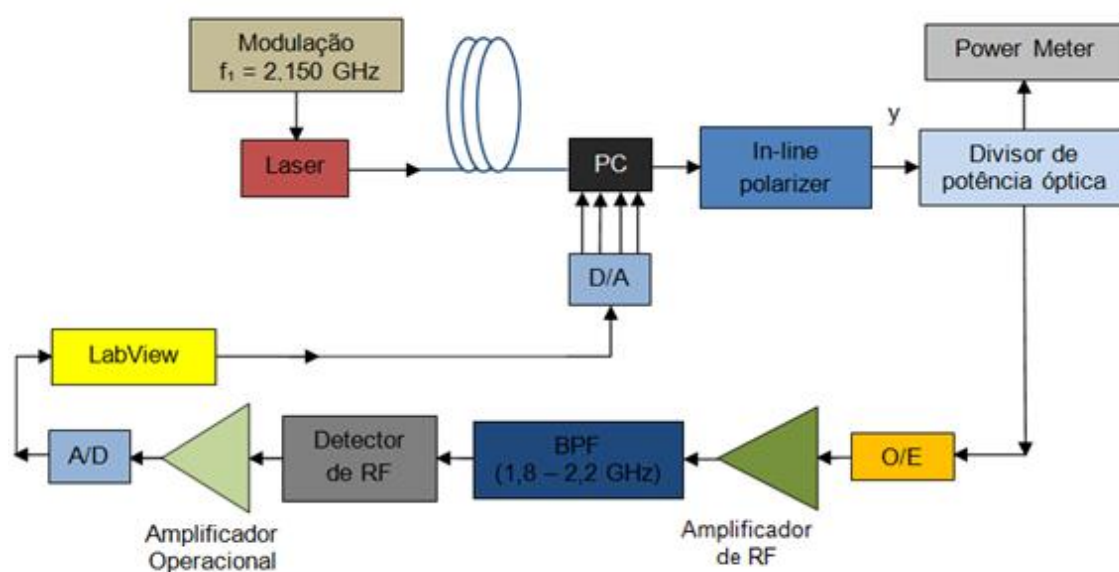 Modulação
f₁ = 2,150 GHz
Power Meter
y
Laser
PC
In-line
polarizer
Divisor de
potência óptica
D/A
LabView
A/D
Detector
de RF
BPF
(1,8 – 2,2 GHz)
O/E
Amplificador
Operacional
Amplificador
de RF